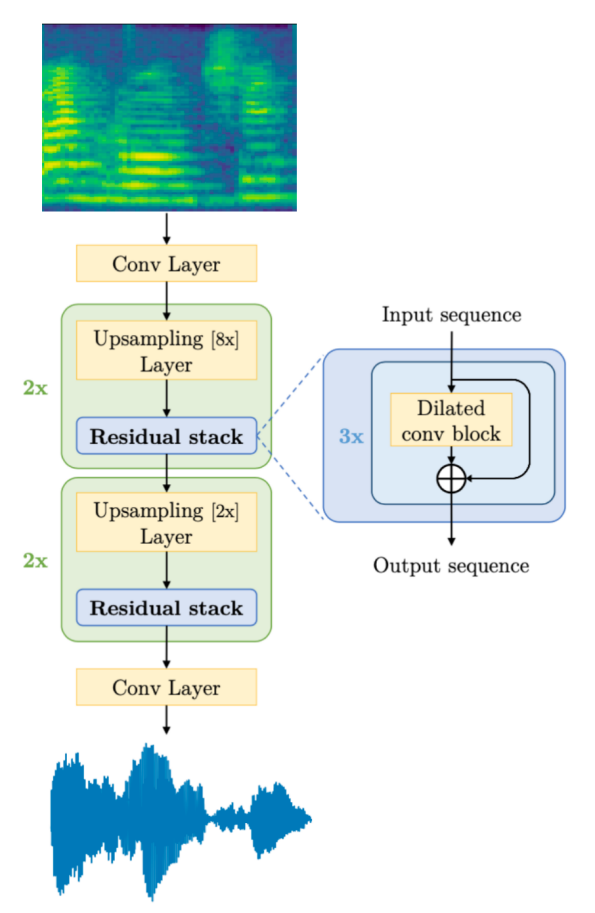 Conv Layer
2x
Upsampling [8x]
Layer
Residual stack
2x
Upsampling [2x]
Layer
Residual stack
Conv Layer
Input sequence
3x
Dilated
conv block
Output sequence